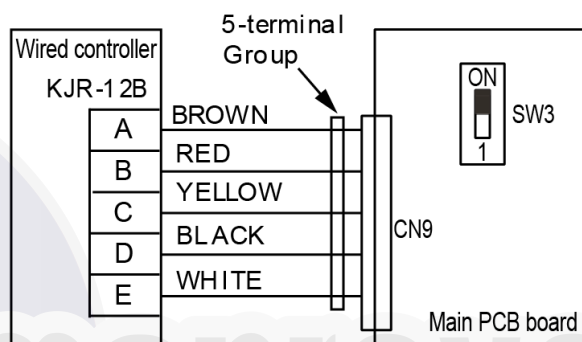 5-terminal
Group
Wired controller
KJR-12B
A
B
C
D
E
BROWN
RED
YELLOW
BLACK
WHITE
CN9
ON
1
SW3
Main PCB board